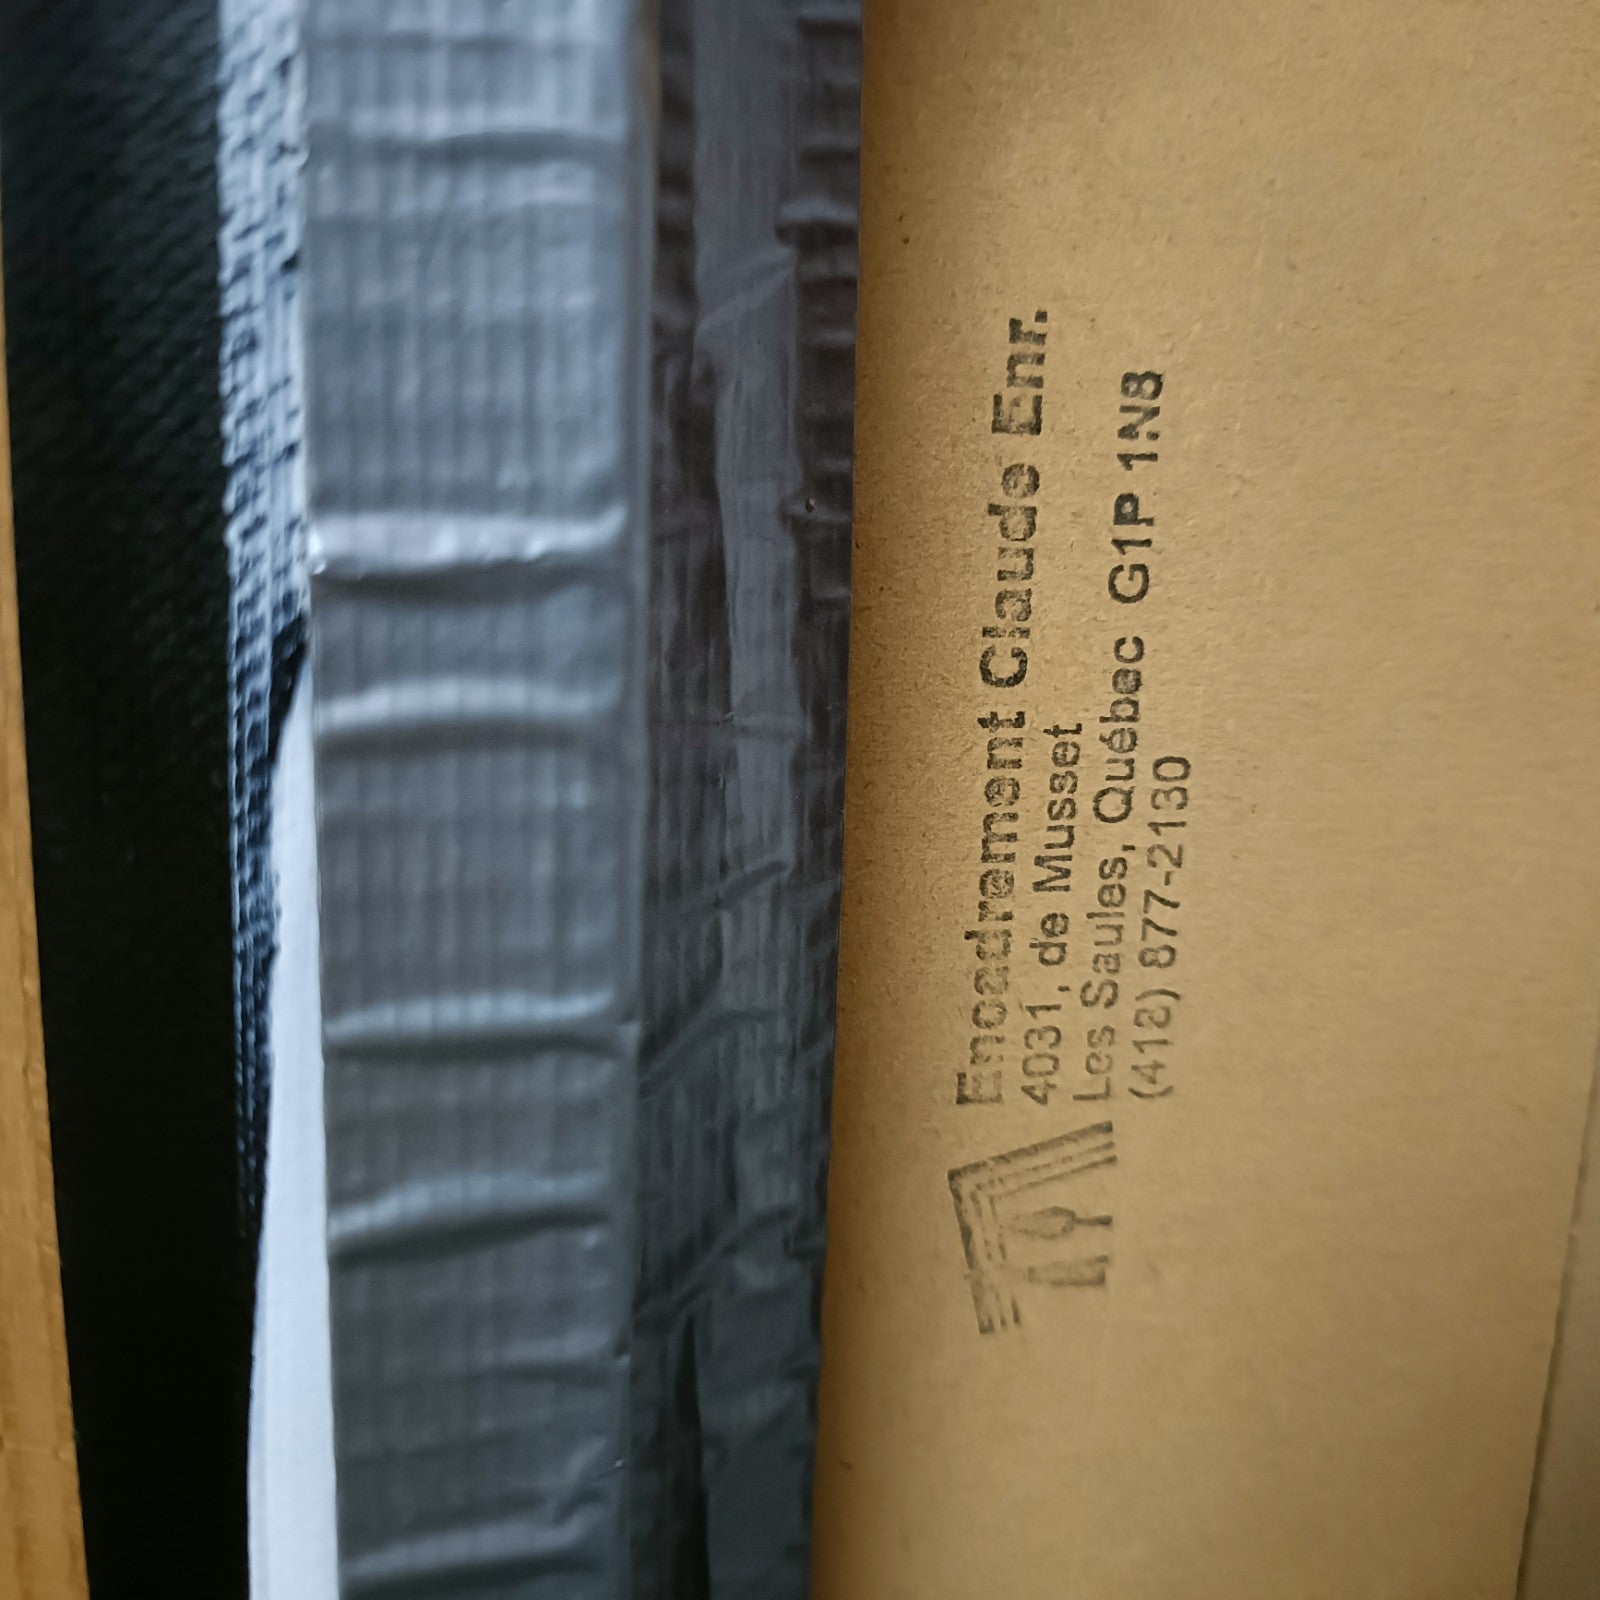 Encadrement Claude Enr.
4031, de Musset
Les Saules, Québec G1P 1N8
(418) 877-2130